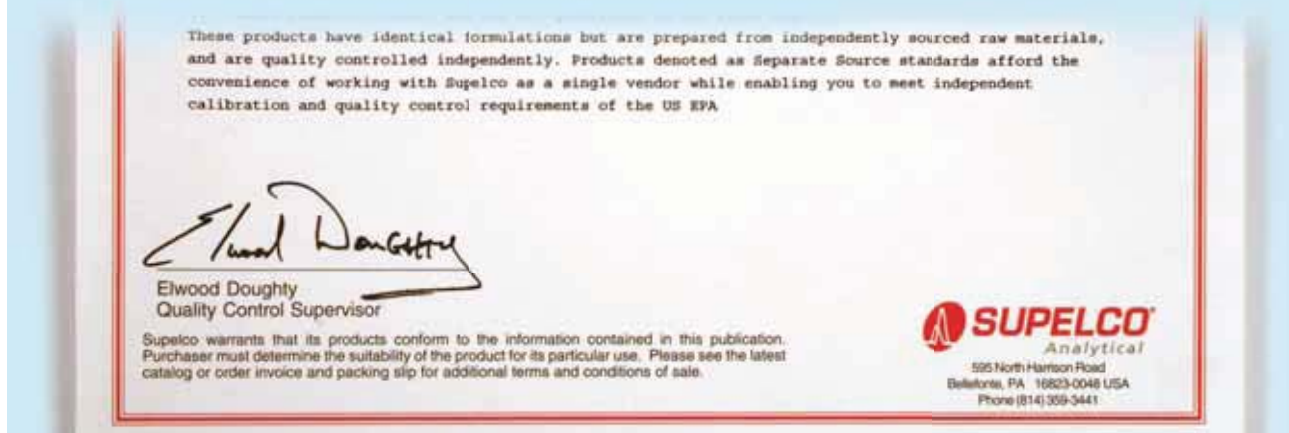 These products have identical formulations but are prepared from independently sourced raw materials,
and are quality controlled independently. Products denoted as Separate Source standards afford the
convenience of working with Supelco as a single vendor while enabling you to meet independent
calibration and quality control requirements of the US EPA
Elwood Doughty
Elwood Doughty
Quality Control Supervisor
Supelco warrants that its products conform to the information contained in this publication.
Purchaser must determine the suitability of the product for its particular use. Please see the latest
catalog or order invoice and packing slip for additional terms and conditions of sale.
SUPELCO
Analytical
595 North Harrison Road
Bellefonte, PA 16823-0048 USA
Phone (814) 359-3441